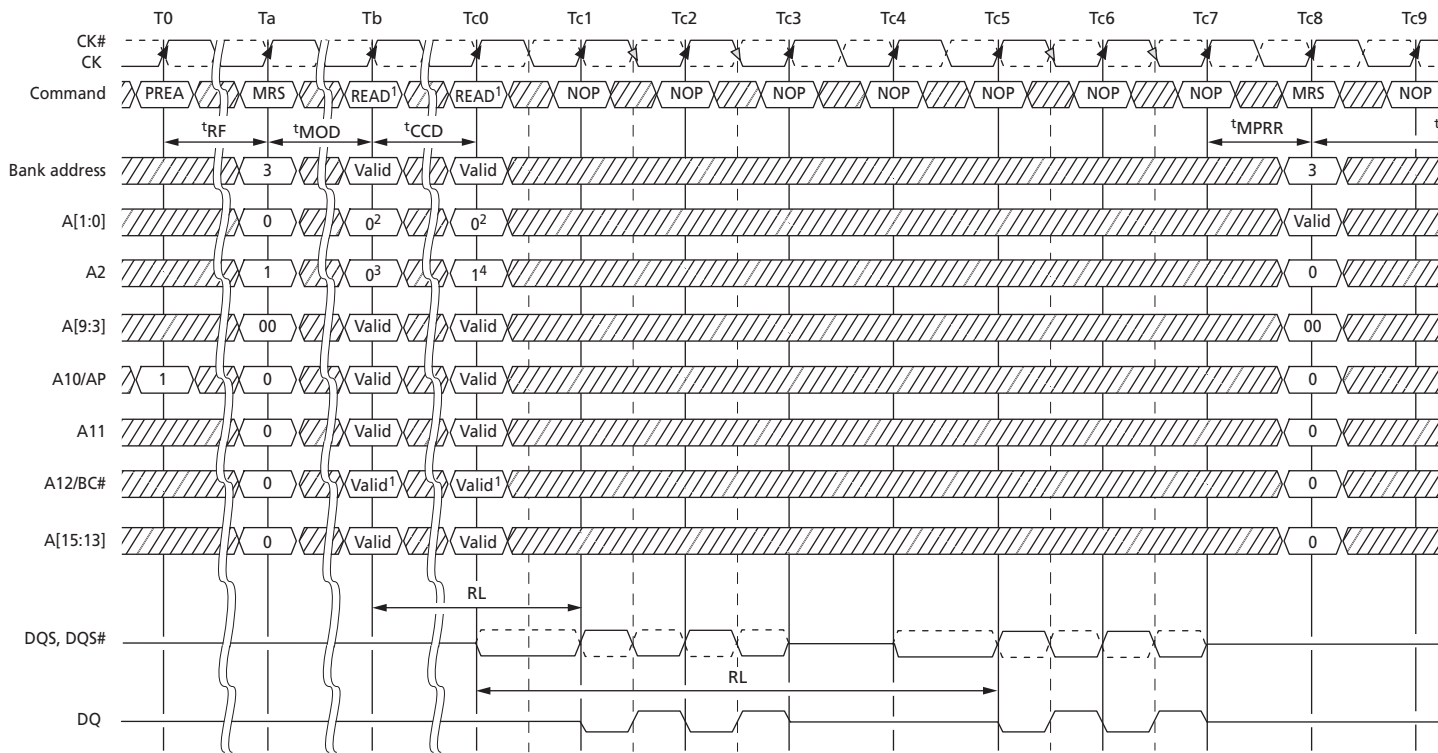 T0 Ta Tb Tc0 Tc1 Tc2 Tc3 Tc4 Tc5 Tc6 Tc7 Tc8 Tc9
CK#
CK
Command PREA MRS READ1 READ1 NOP NOP NOP NOP NOP NOP NOP MRS NOP
tRF tMOD tCCD tMPRR t
Bank address 3 Valid Valid 3
A[1:0] 0 02 02 Valid
A2 1 03 14 0
A[9:3] 00 Valid Valid 00
A10/AP 1 0 Valid Valid 0
A11 0 Valid Valid 0
A12/BC# 0 Valid1 Valid1 0
A[15:13] 0 Valid Valid 0
RL
DQS, DQS#
RL
DQ